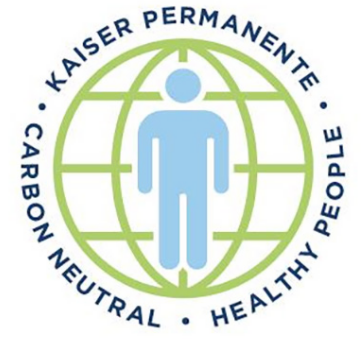 KAISER PERMANENTE
• HEALTHY PEOPLE
• CARBON NEUTRAL •